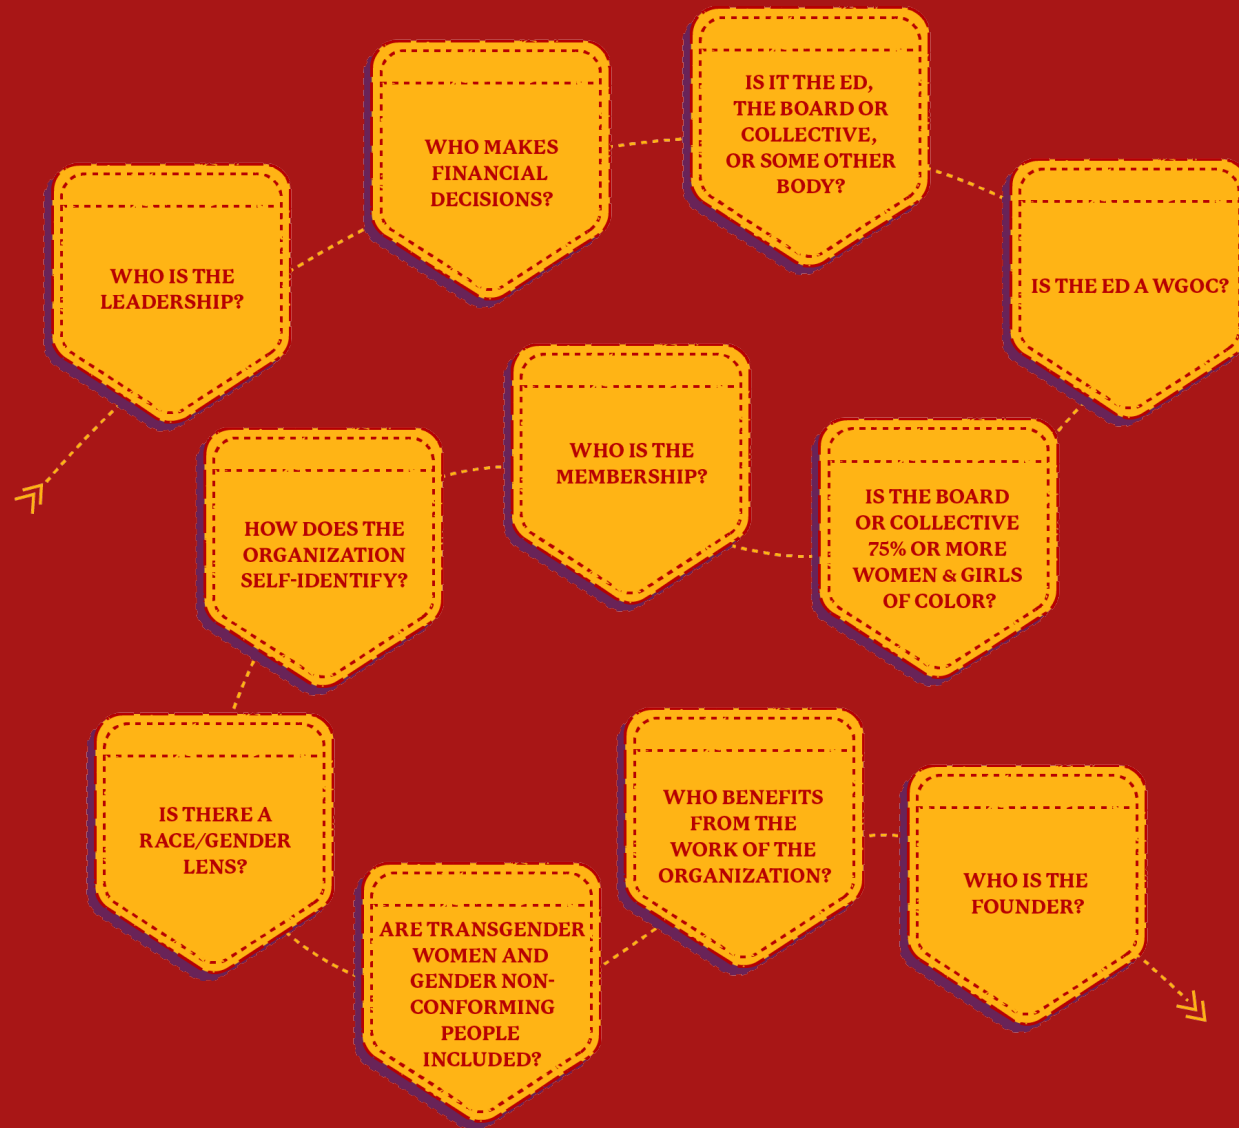 WHO IS THE
LEADERSHIP?
WHO MAKES
FINANCIAL
DECISIONS?
IS IT THE ED,
THE BOARD OR
COLLECTIVE,
OR SOME OTHER
BODY?
IS THE ED A WGOC?
IS THE BOARD
OR COLLECTIVE
75% OR MORE
WOMEN & GIRLS
OF COLOR?
WHO IS THE
MEMBERSHIP?
HOW DOES THE
ORGANIZATION
SELF-IDENTIFY?
IS THERE A
RACE/GENDER
LENS?
ARE TRANSGENDER
WOMEN AND
GENDER NON-
CONFORMING
PEOPLE
INCLUDED?
WHO BENEFITS
FROM THE
WORK OF THE
ORGANIZATION?
WHO IS THE
FOUNDER?